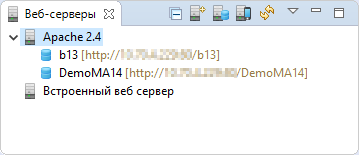 Веб-серверы
Apache 2.4
b13 [http:// /b13]
DemoMA14 [http:// /DemoMA14]
Встроенный веб сервер